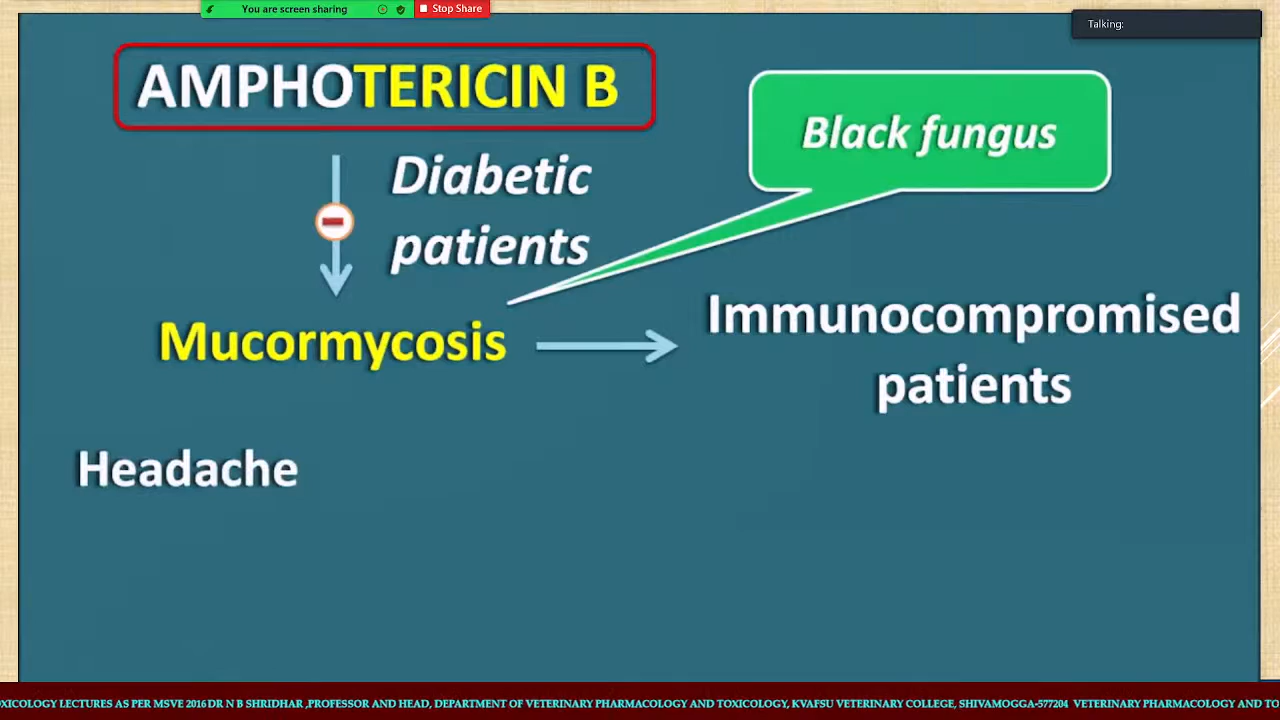 You are screen sharing
Stop Share
Talking:
AMPHOTERICIN B
Black fungus
Diabetic
patients
Mucormycosis
Immunocompromised
patients
Headache
OXICOLOGY LECTURES AS PER MSVE 2016 DR N B SHRIDHAR ,PROFESSOR AND HEAD, DEPARTMENT OF VETERINARY PHARMACOLOGY AND TOXICOLOGY, KVAFSU VETERINARY COLLEGE, SHIVAMOGGA-577204 VETERINARY PHARMACOLOGY AND TO